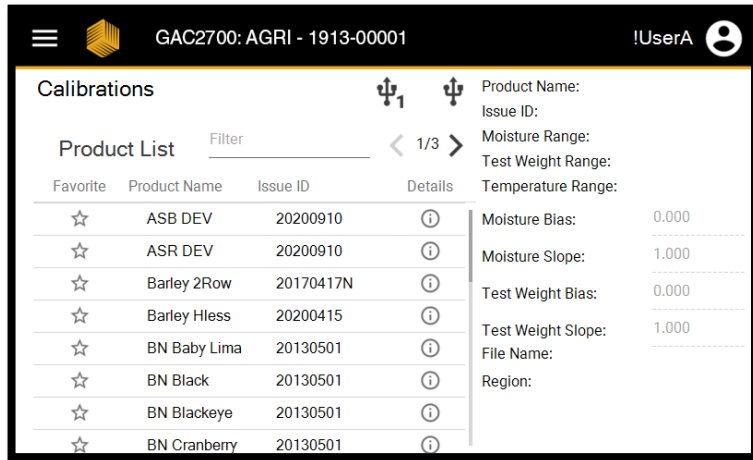 GAC2700: AGRI - 1913-00001
!UserA
Calibrations
1
Product List
Filter
1/3
Favorite Product Name Issue ID Details
ASB DEV 20200910
ASR DEV 20200910
Barley 2Row 20170417N
Barley Hless 20200415
BN Baby Lima 20130501
BN Black 20130501
BN Blackeye 20130501
BN Cranberry 20130501
Product Name:
Issue ID:
Moisture Range:
Test Weight Range:
Temperature Range:
Moisture Bias: 0.000
Moisture Slope: 1.000
Test Weight Bias: 0.000
Test Weight Slope: 1.000
File Name:
Region: